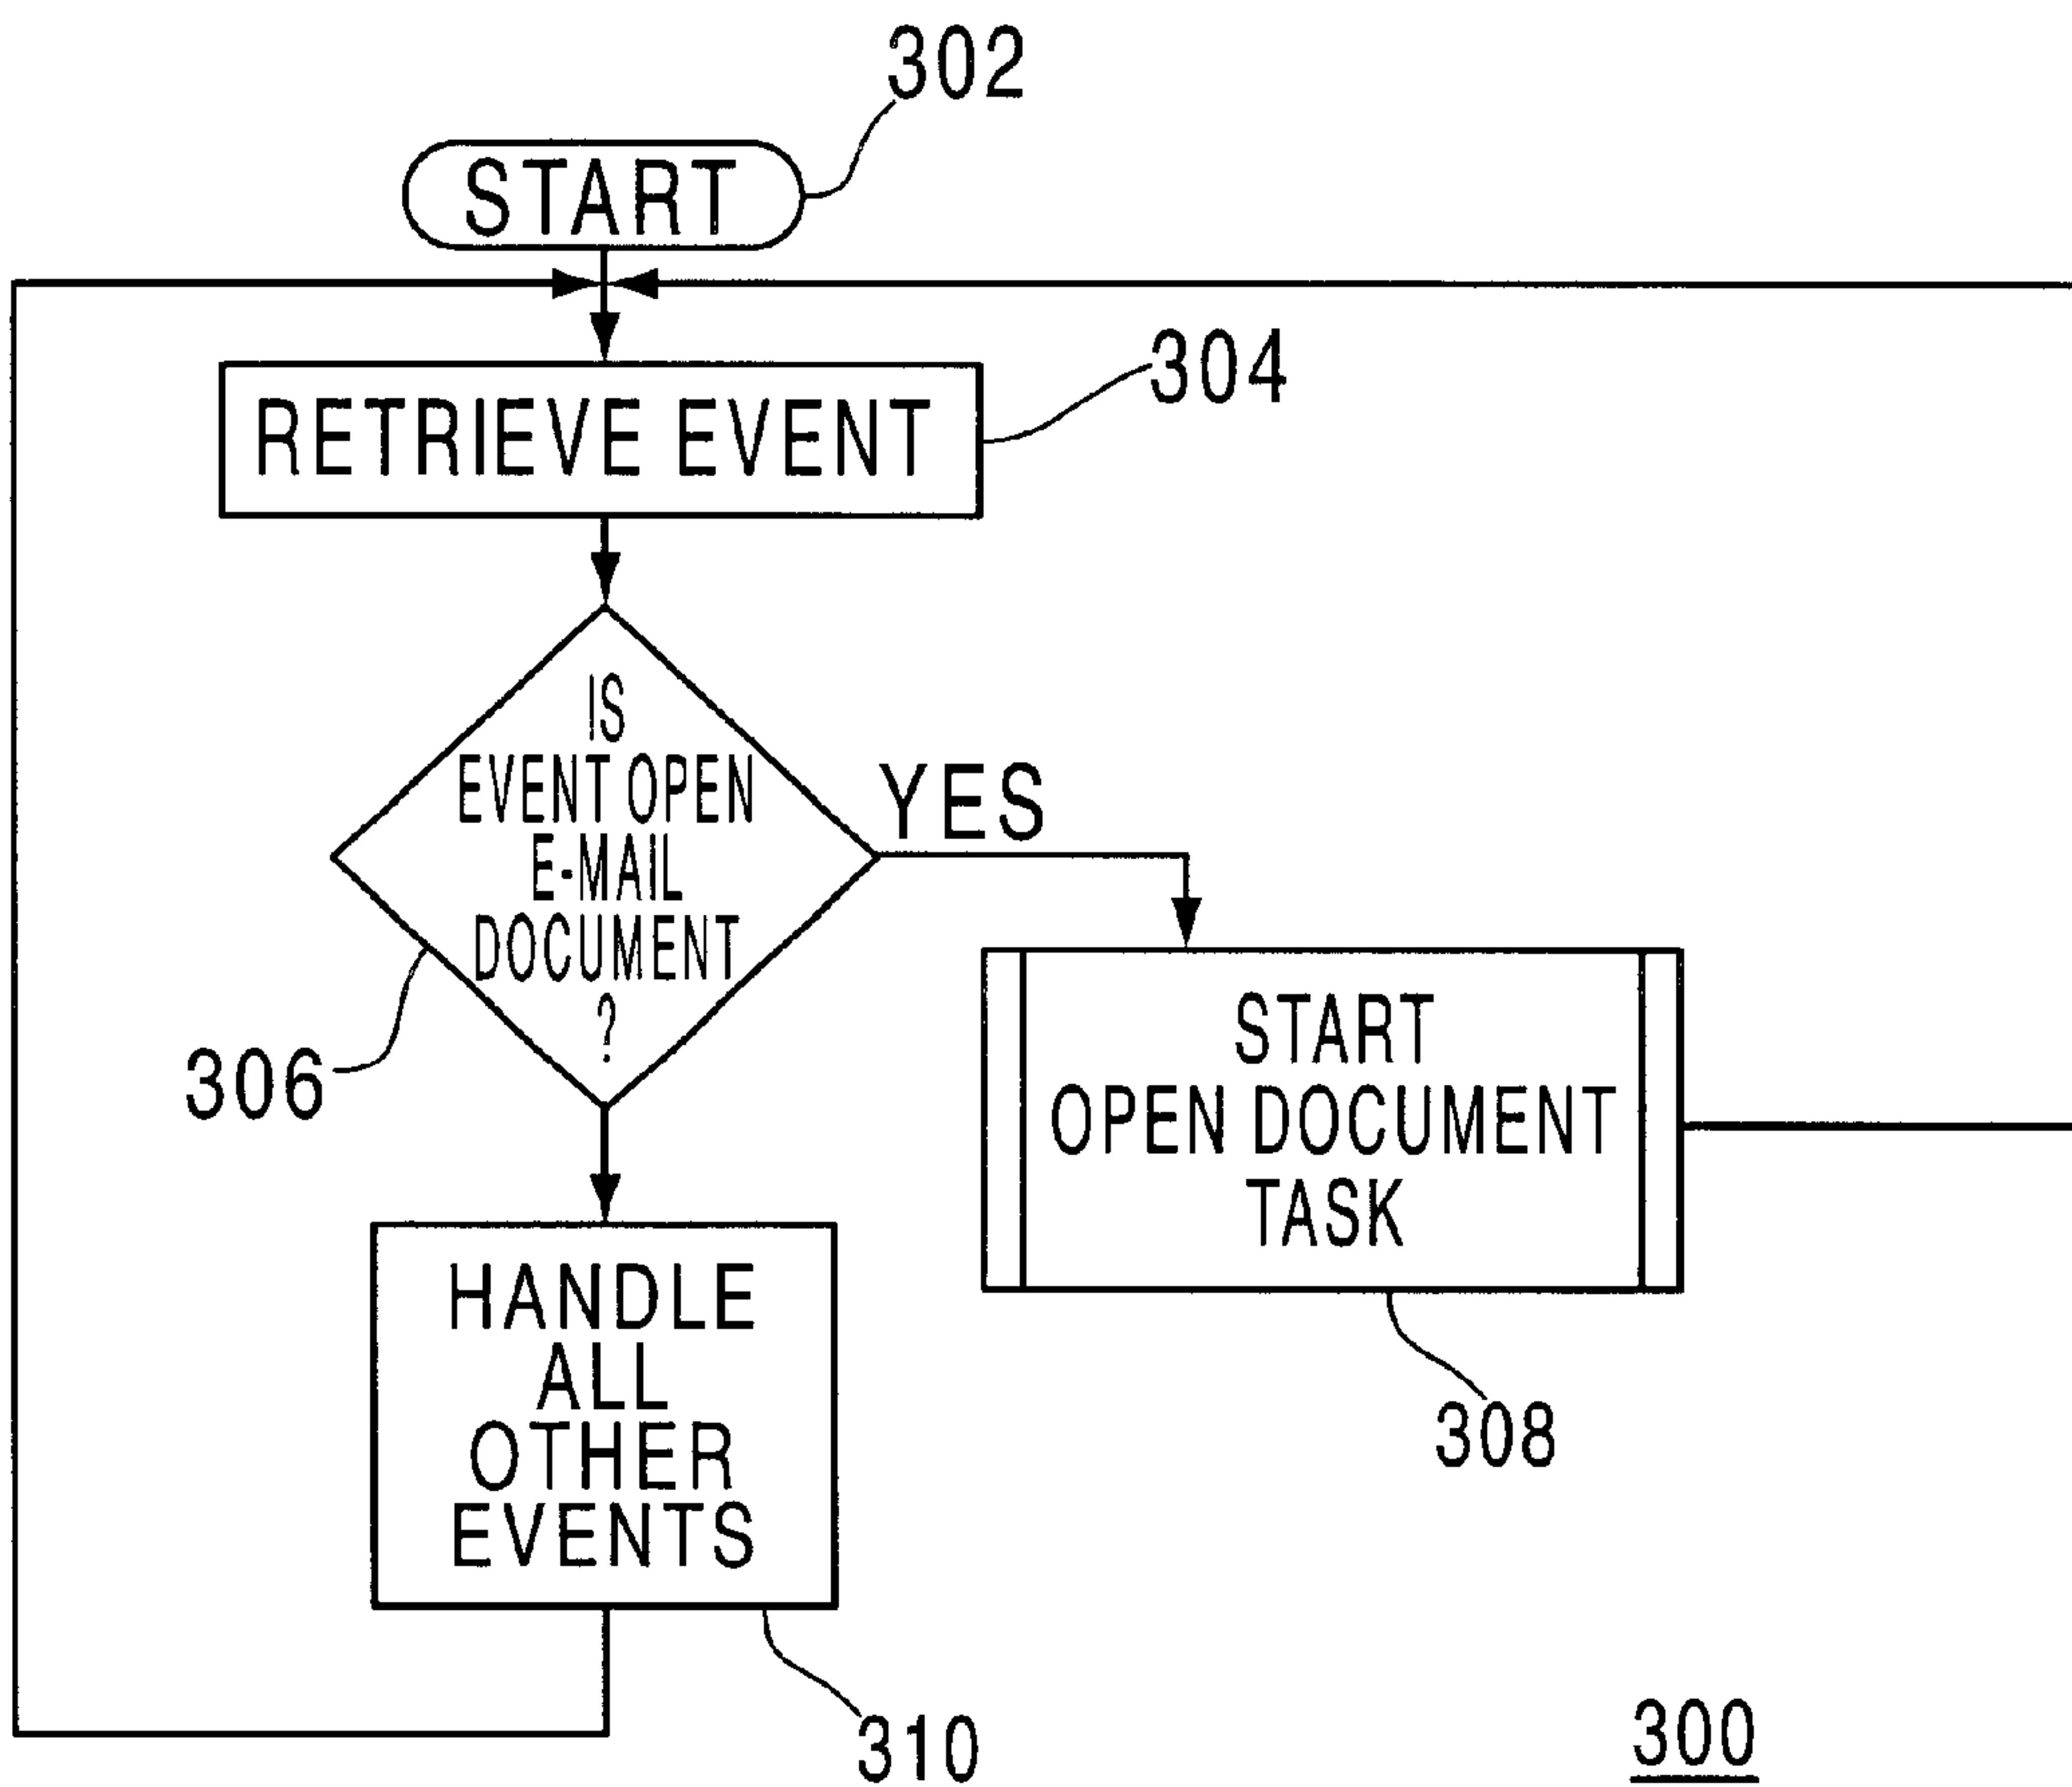 302
START
304
RETRIEVE EVENT
IS
EVENT OPEN
E-MAIL
DOCUMENT
?
YES
306
START
OPEN DOCUMENT
TASK
308
HANDLE
ALL
OTHER
EVENTS
310
300